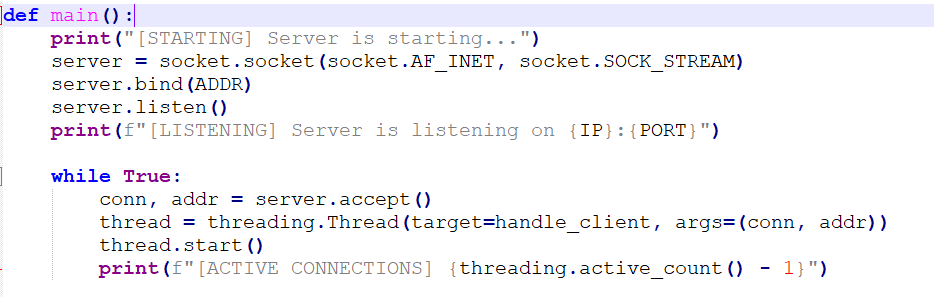 def main():
    print("[STARTING] Server is starting...")
    server = socket.socket(socket.AF_INET, socket.SOCK_STREAM)
    server.bind(ADDR)
    server.listen()
    print(f"[LISTENING] Server is listening on {IP}:{PORT}")

    while True:
        conn, addr = server.accept()
        thread = threading.Thread(target=handle_client, args=(conn, addr))
        thread.start()
        print(f"[ACTIVE CONNECTIONS] {threading.active_count() - 1}")